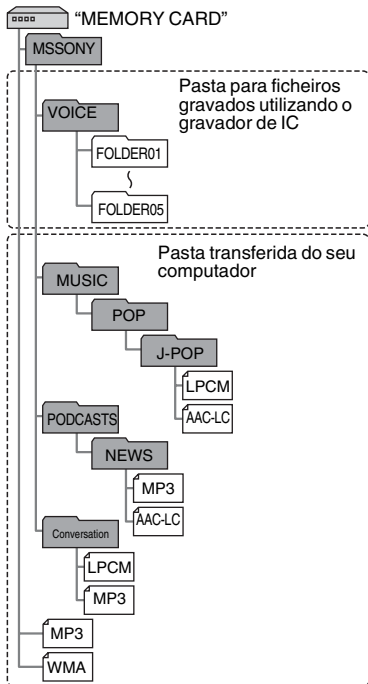 “MEMORY CARD”
MSSONY
Pasta para ficheiros
gravados utilizando o
gravador de IC
VOICE
FOLDER01
FOLDER05
Pasta transferida do seu
computador
MUSIC
POP
J-POP
LPCM
AAC-LC
PODCASTS
NEWS
MP3
AAC-LC
Conversation
LPCM
MP3
MP3
WMA